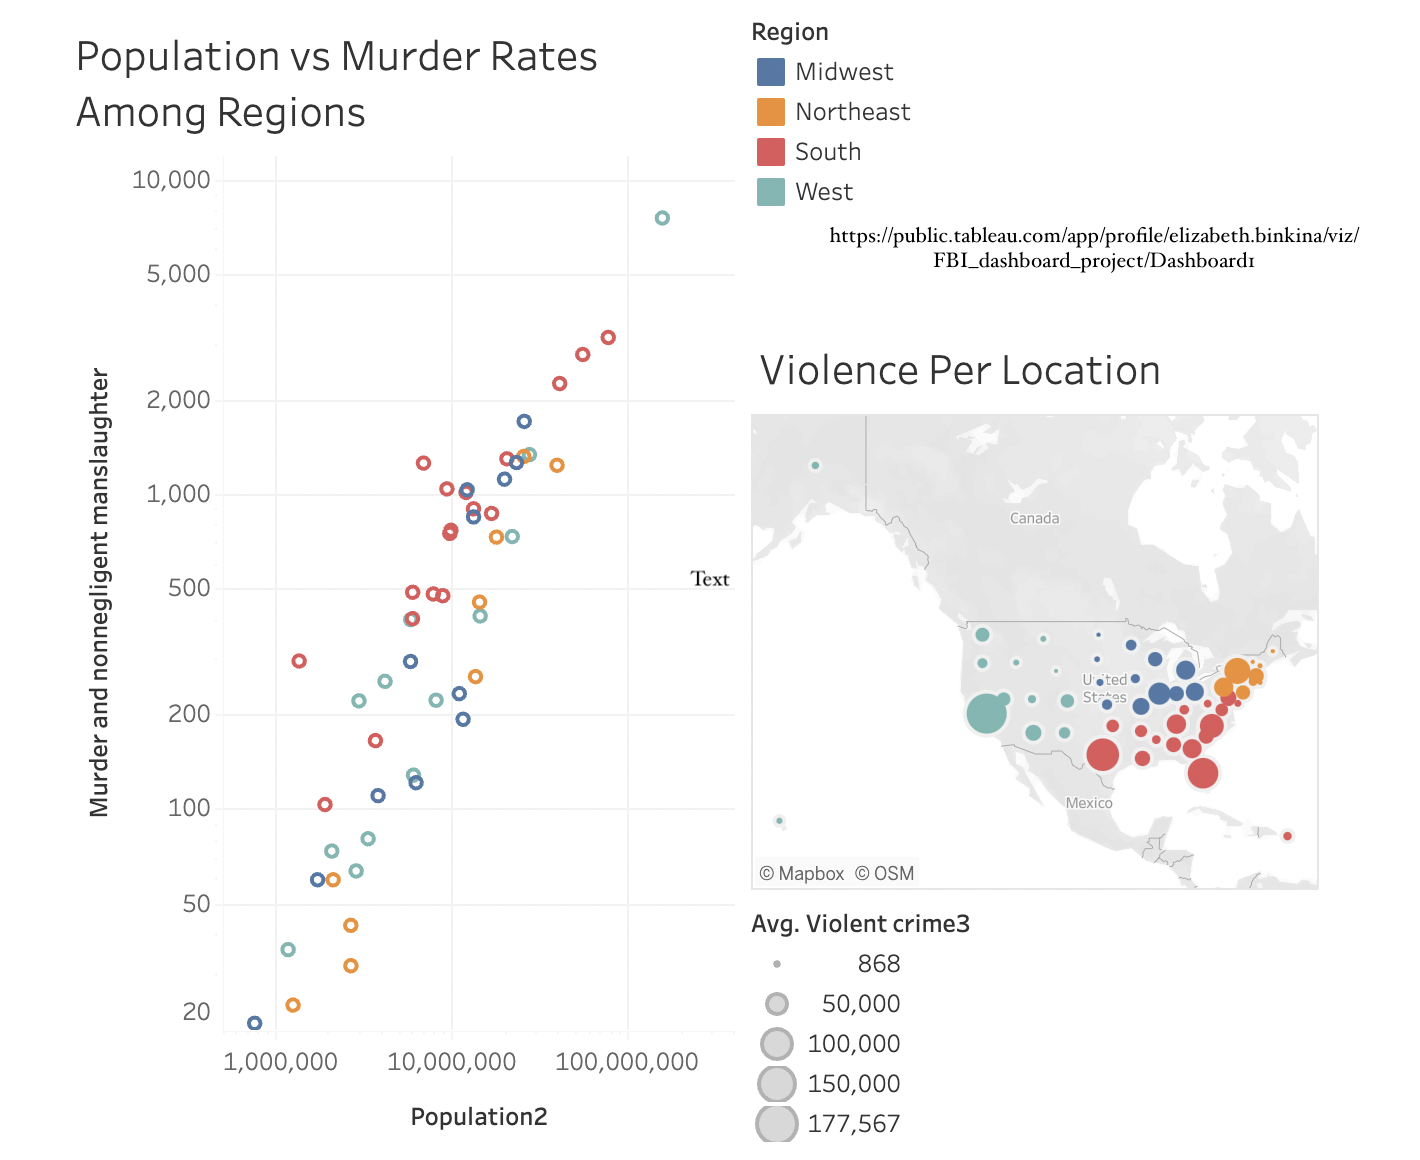 Population vs Murder Rates
Among Regions
10,000
5,000
2,000
1,000
500
200
100
50
20
Murder and nonnegligent manslaughter
1,000,000
10,000,000
100,000,000
Population2
Text
Region
Midwest
Northeast
South
West
https://public.tableau.com/app/profile/elizabeth.binkina/viz/
FBI_dashboard_project/Dashboard1
Violence Per Location
Canada
United
States
Mexico
© Mapbox © OSM
Avg. Violent crime3
868
50,000
100,000
150,000
177,567